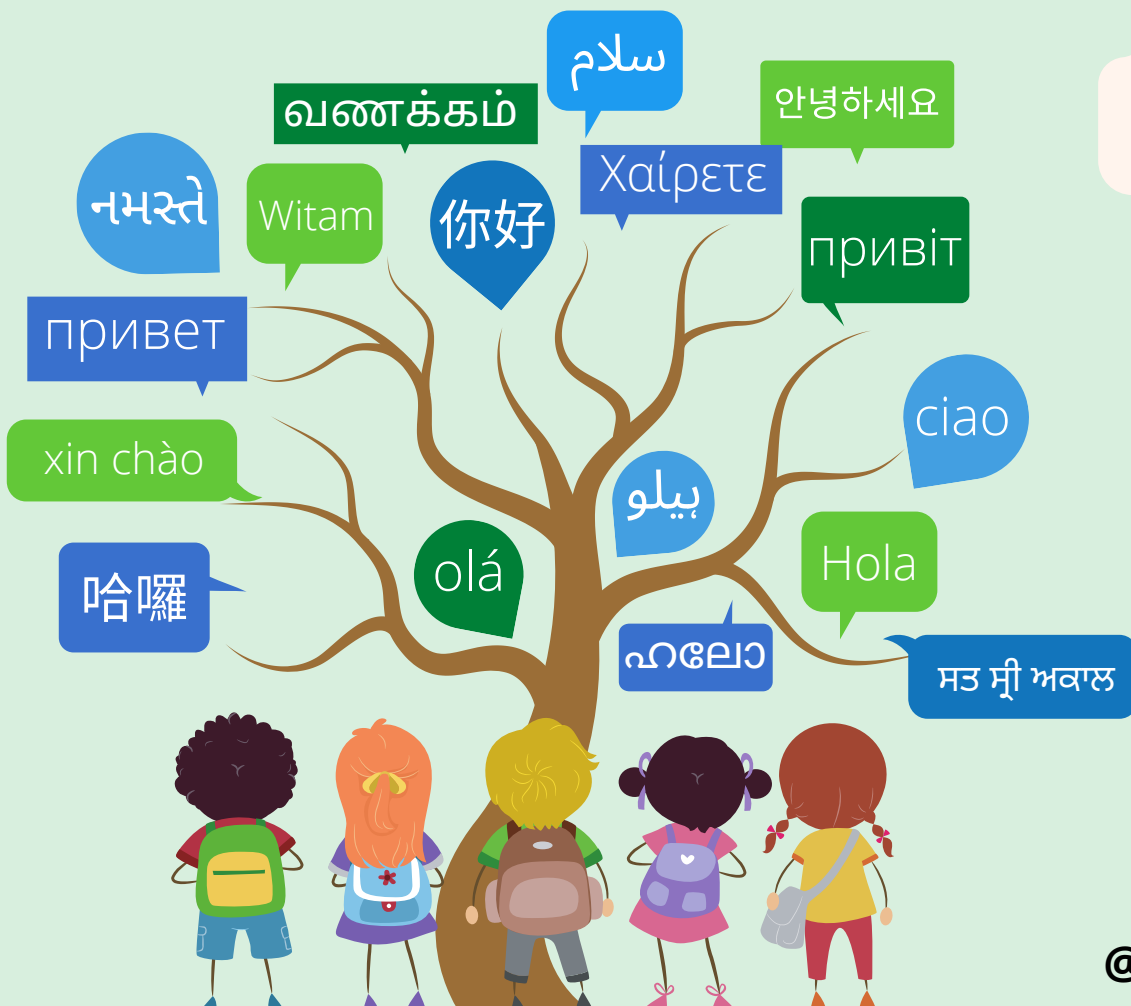 سلام
안녕하세요
வணக்கம்
Χαίρετε
નમસ્તે
Witam
你好
привіт
привет
ciao
xin chào
ہیلو
olá
Hola
哈囉
ഹലോ
ਸਤ ਸ੍ਰੀ ਅਕਾਲ
@